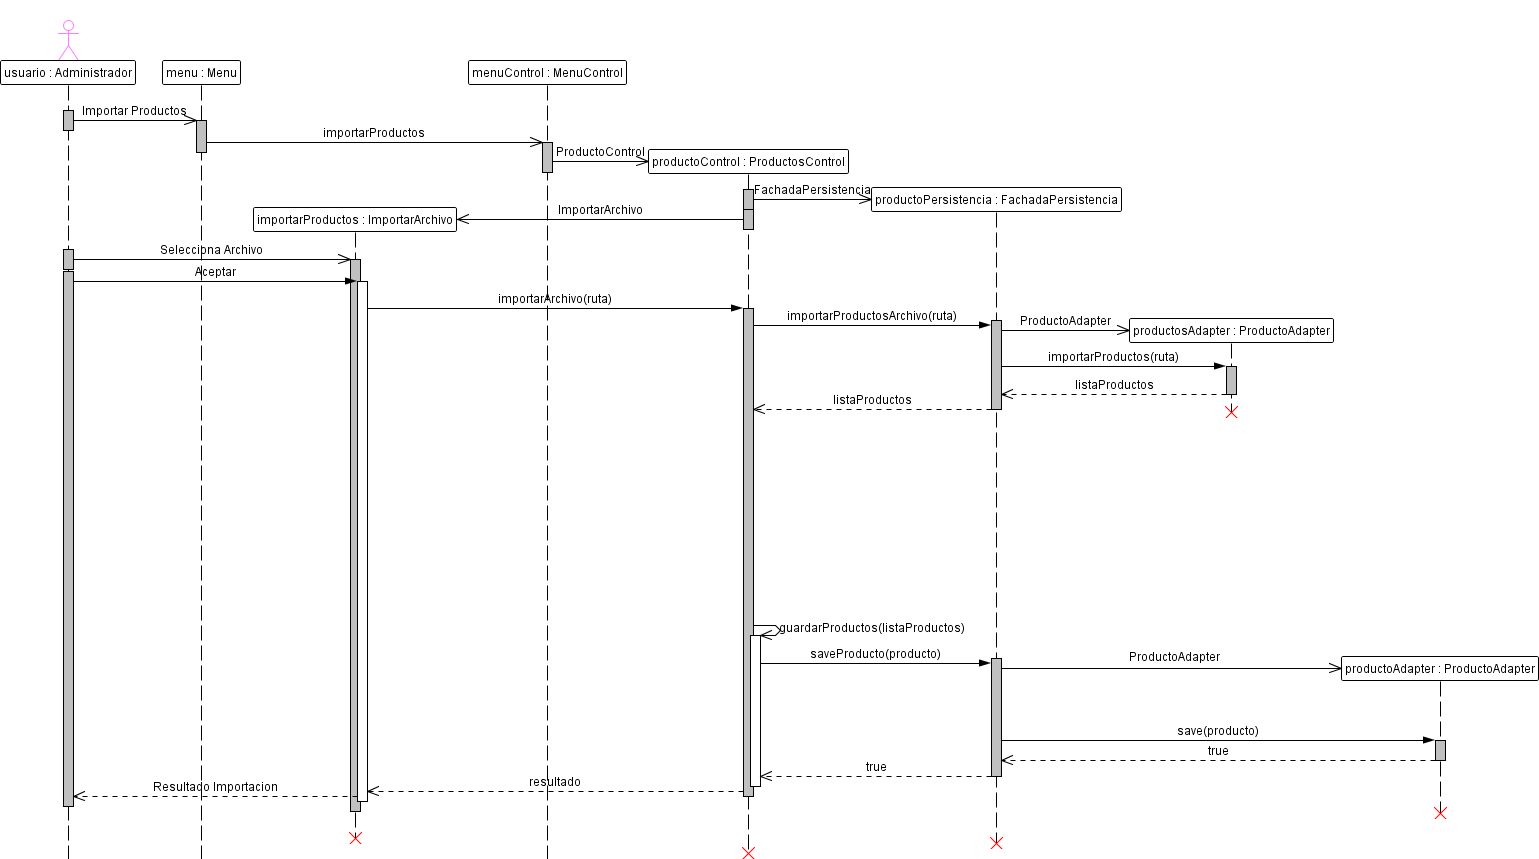 usuario : Administrador
menu : Menu
menuControl : MenuControl
Importar Productos
importarProductos
ProductoControl
productoControl : ProductosControl
FachadaPersistencia
productoPersistencia : FachadaPersistencia
ImportarArchivo
importarProductos : ImportarArchivo
Selecciona Archivo
Aceptar
importarArchivo(ruta)
importarProductosArchivo(ruta)
ProductoAdapter
productosAdapter : ProductoAdapter
importarProductos(ruta)
listaProductos
listaProductos
guardarProductos(listaProductos)
saveProducto(producto)
ProductoAdapter
productoAdapter : ProductoAdapter
save(producto)
true
true
resultado
Resultado Importacion